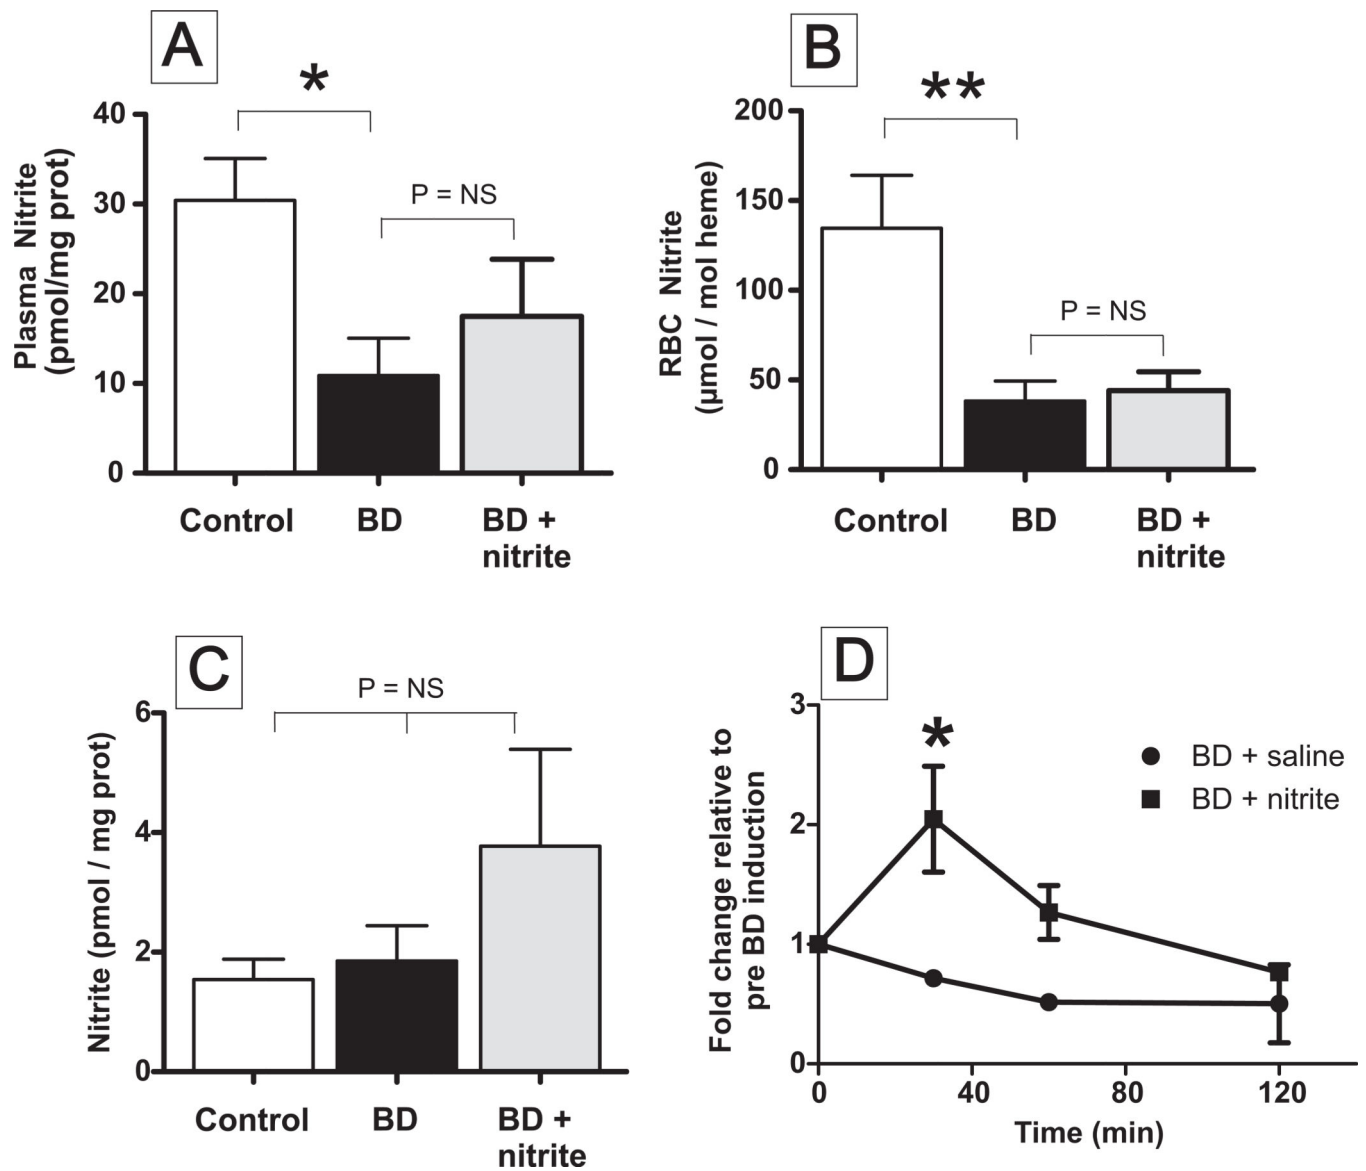 A
*
40
30
20
10
0
Plasma Nitrite
(pmol/mg prot)
P = NS
Control
BD
BD +
nitrite
B
**
200
150
100
50
0
RBC Nitrite
(μmol / mol heme)
P = NS
Control
BD
BD +
nitrite
C
P = NS
6
4
2
0
Nitrite (pmol / mg prot)
Control
BD
BD +
nitrite
D
*
3
2
1
0
Fold change relative to
pre BD induction
BD + saline
BD + nitrite
0
40
80
120
Time (min)